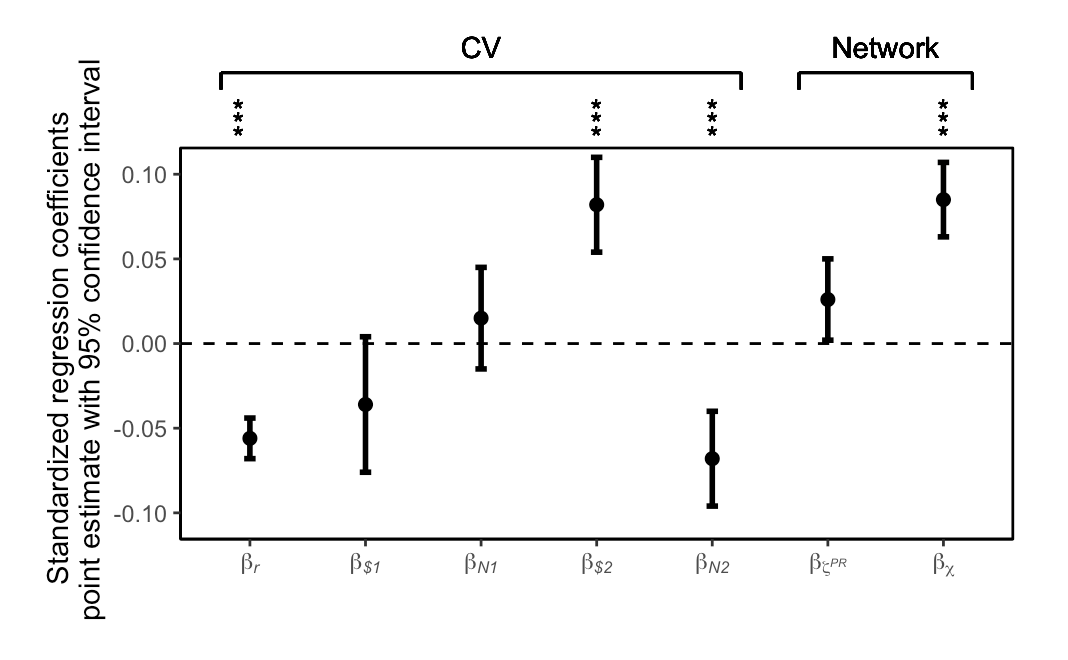 CV Network
*** *** *** ***
Standardized regression coefficients
point estimate with 95% confidence interval
0.10
0.05
0.00
-0.05
-0.10
βr β$1 βN1 β$2 βN2 βζPR βχ